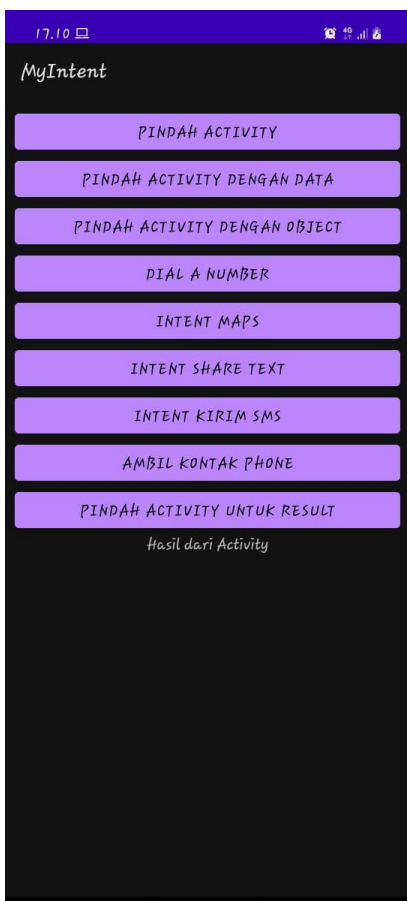 17.10
4G
MyIntent
PINDAH ACTIVITY
PINDAH ACTIVITY DENGAN DATA
PINDAH ACTIVITY DENGAN OBJECT
DIAL A NUMBER
INTENT MAPS
INTENT SHARE TEXT
INTENT KIRIM SMS
AMBIL KONTAK PHONE
PINDAH ACTIVITY UNTUK RESULT
Hasil dari Activity